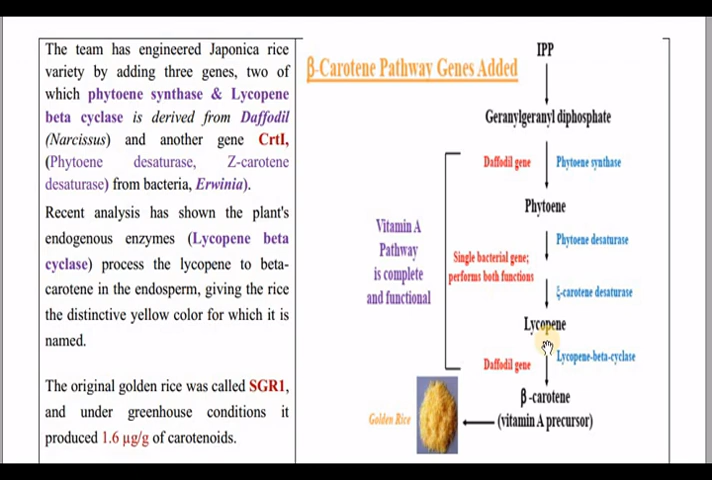 The team has engineered Japonica rice
variety by adding three genes, two of
which phytoene synthase & Lycopene
beta cyclase is derived from Daffodil
(Narcissus) and another gene CrtI,
(Phytoene desaturase, Z-carotene
desaturase) from bacteria, Erwinia).
Recent analysis has shown the plant's
endogenous enzymes (Lycopene beta
cyclase) process the lycopene to beta-
carotene in the endosperm, giving the rice
the distinctive yellow color for which it is
named.
The original golden rice was called SGR1,
and under greenhouse conditions it
produced 1.6 µg/g of carotenoids.
β-Carotene Pathway Genes Added
IPP
Geranylgeranyl diphosphate
Daffodil gene
Phytoene synthase
Phytoene
Vitamin A
Pathway
is complete
and functional
Single bacterial gene;
performs both functions
Phytoene desaturase
ξ-carotene desaturase
Lycopene
Daffodil gene
Lycopene-beta-cyclase
β-carotene
(vitamin A precursor)
Golden Rice